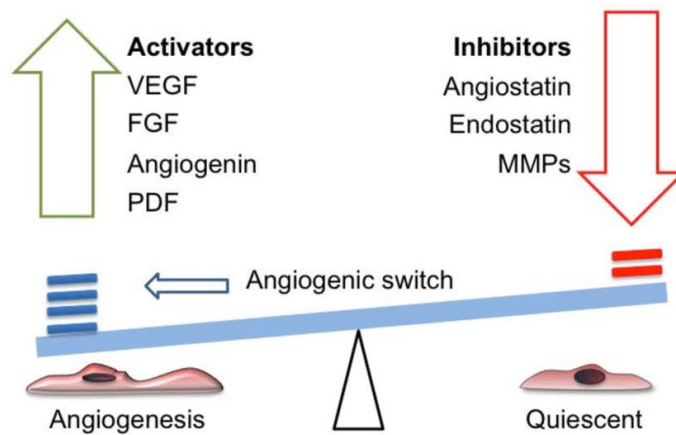 Activators
VEGF
FGF
Angiogenin
PDF
Inhibitors
Angiostatin
Endostatin
MMPs
Angiogenic switch
Angiogenesis
Quiescent